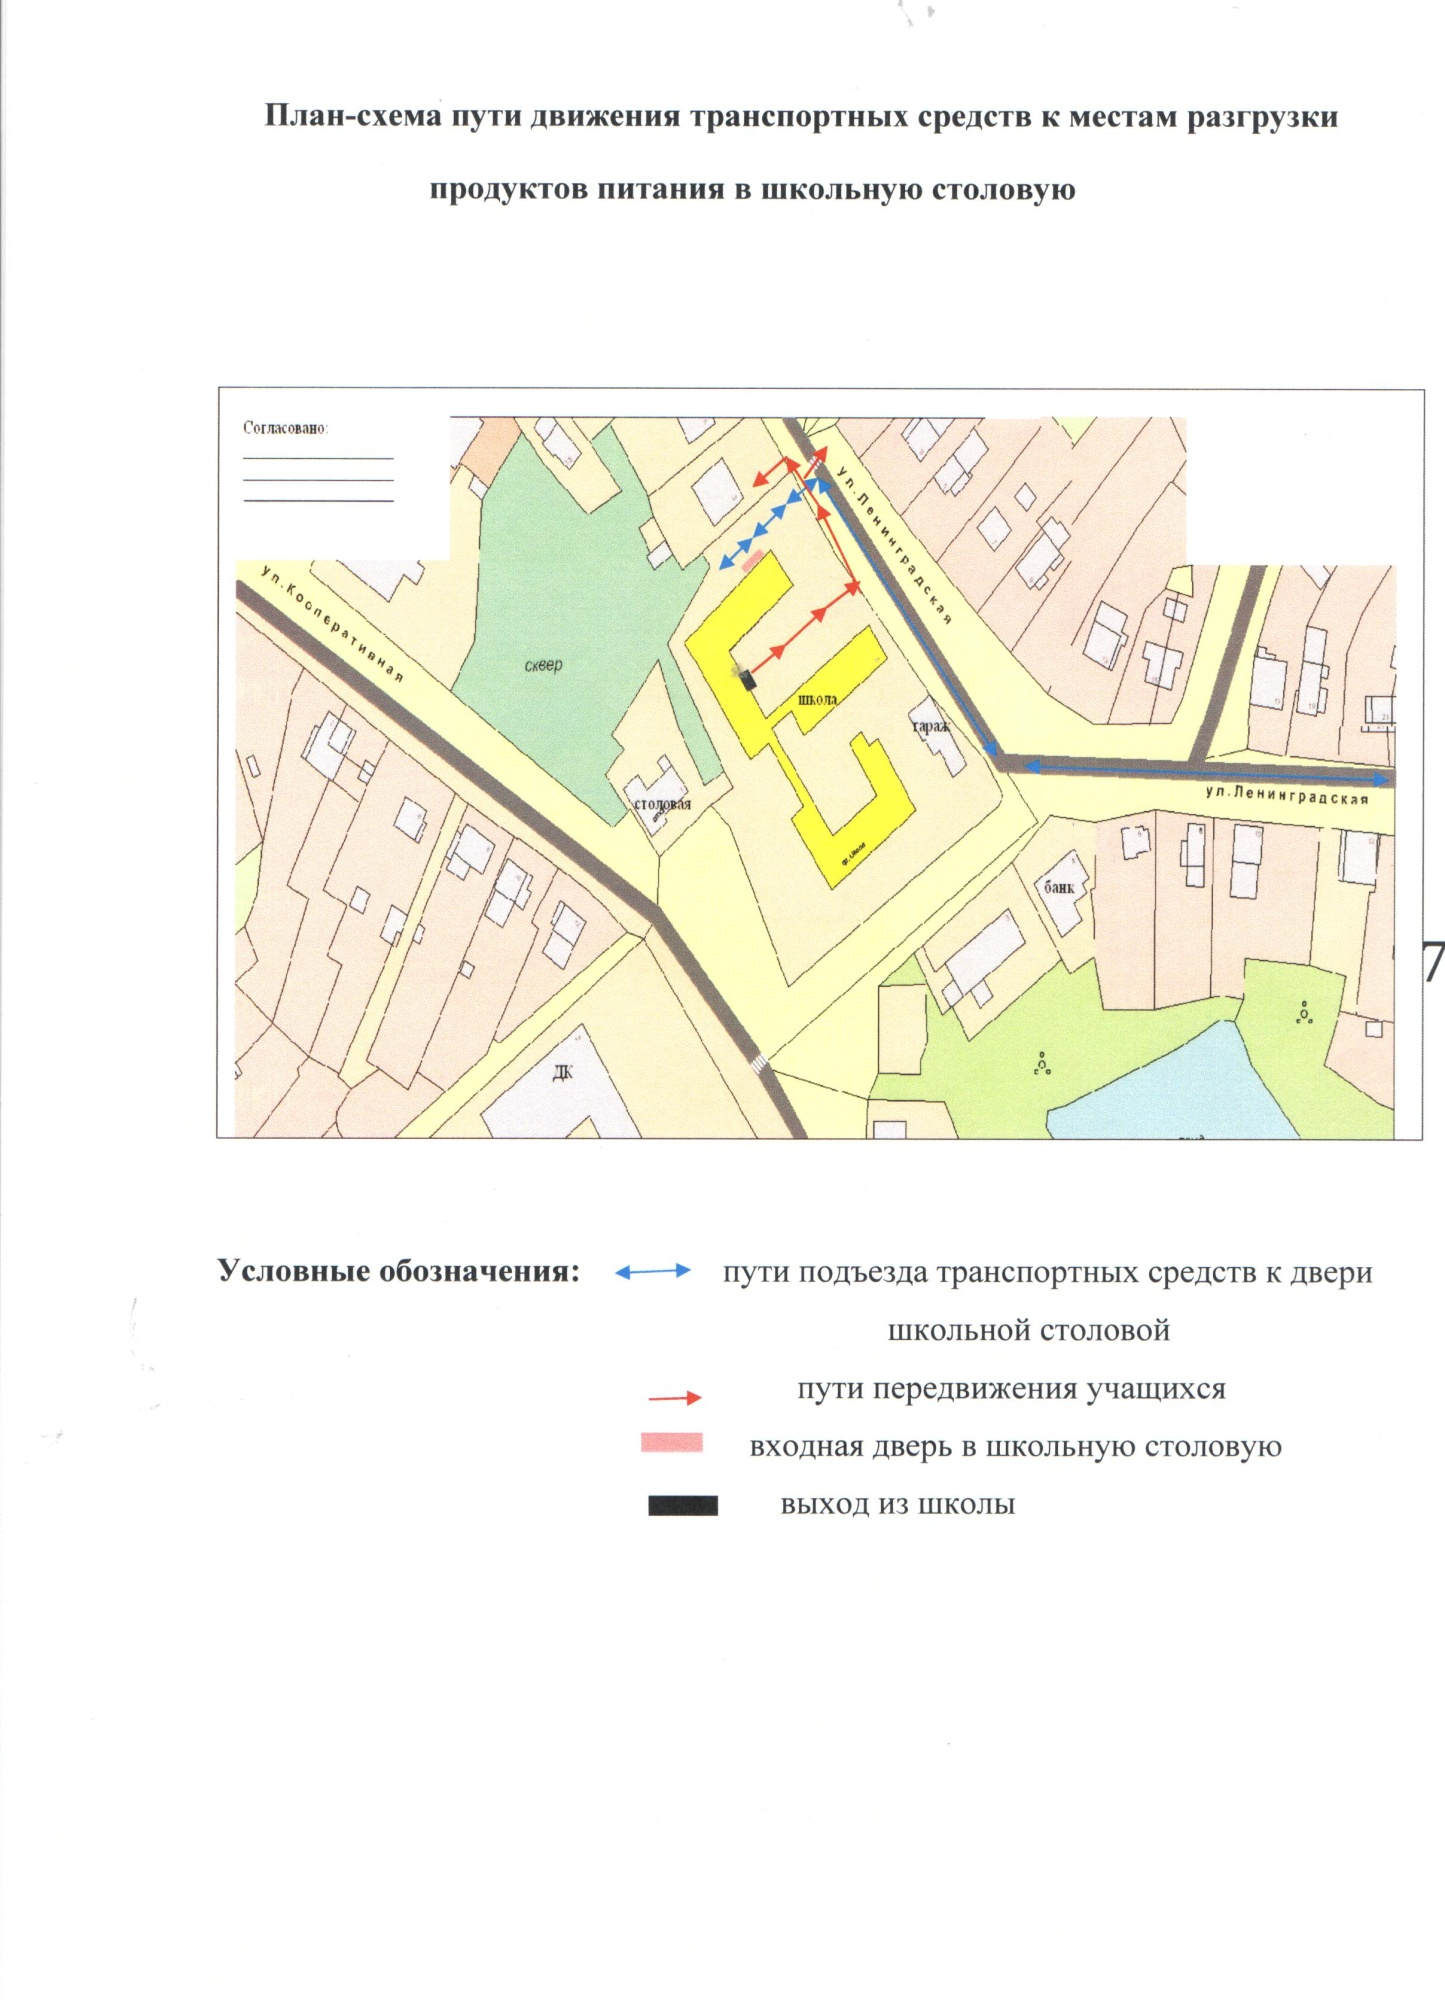 План-схема пути движения транспортных средств к местам разгрузки
продуктов питания в школьную столовую
Согласовано:
ул.Кооперативная
ул.Ленинградская
сквер
школа
гараж
столовая
ул.Ленинградская
банк
ДК
7
Условные обозначения: пути подъезда транспортных средств к двери
школьной столовой
пути передвижения учащихся
входная дверь в школьную столовую
выход из школы